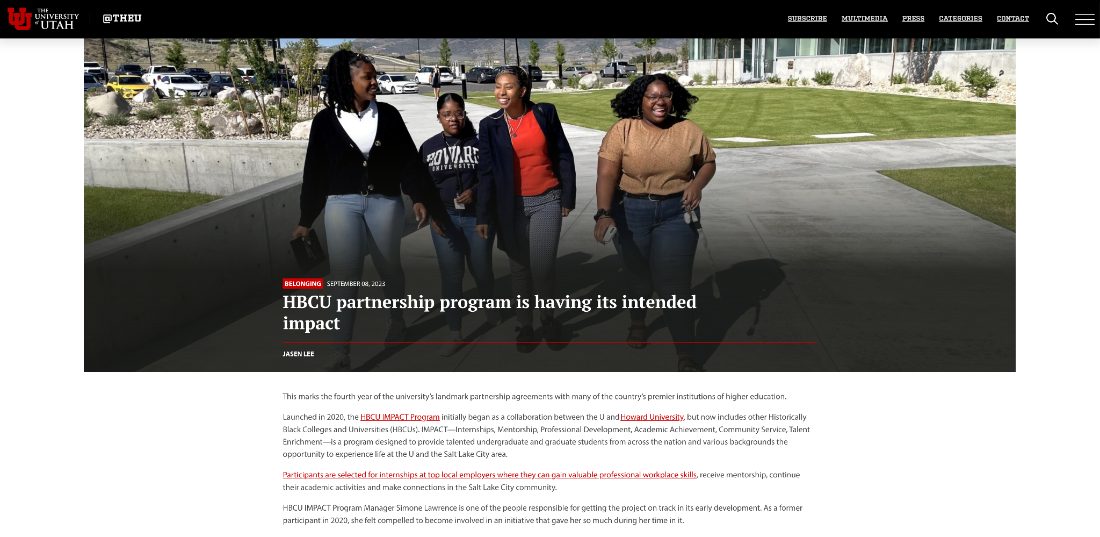 THE
UNIVERSITY
OF UTAH
@THEU
SUBSCRIBE MULTIMEDIA PRESS CATEGORIES CONTACT
HOWARD
UNIVERSITY
BELONGING SEPTEMBER 08, 2023
HBCU partnership program is having its intended
impact
JASEN LEE
This marks the fourth year of the university’s landmark partnership agreements with many of the country’s premier institutions of higher education.
Launched in 2020, the HBCU IMPACT Program initially began as a collaboration between the U and Howard University, but now includes other Historically
Black Colleges and Universities (HBCUs). IMPACT—Internships, Mentorship, Professional Development, Academic Achievement, Community Service, Talent
Enrichment—is a program designed to provide talented undergraduate and graduate students from across the nation and various backgrounds the
opportunity to experience life at the U and the Salt Lake City area.
Participants are selected for internships at top local employers where they can gain valuable professional workplace skills, receive mentorship, continue
their academic activities and make connections in the Salt Lake City community.
HBCU IMPACT Program Manager Simone Lawrence is one of the people responsible for getting the project on track in its early development. As a former
participant in 2020, she felt compelled to become involved in an initiative that gave her so much during her time in it.